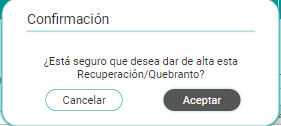 Confirmación
¿Está seguro que desea dar de alta esta
Recuperación/Quebranto?
Cancelar
Aceptar